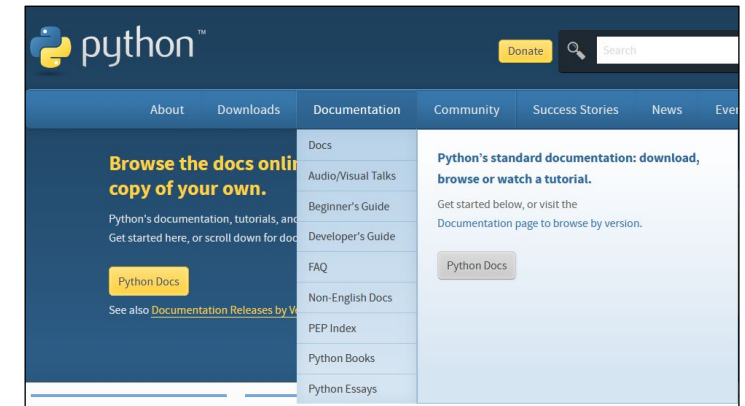 python™
Donate
Search
About Downloads Documentation Community Success Stories News
Browse the docs
copy of your own.
Python's documentation, tutorials, and
Get started here, or scroll down for
Python Docs
See also Documentation Releases by
Docs
Audio/Visual Talks
Beginner's Guide
Developer's Guide
FAQ
Non-English Docs
PEP Index
Python Books
Python Essays
Python's standard documentation: download,
browse or watch a tutorial.
Get started below, or visit the
Documentation page to browse by version.
Python Docs